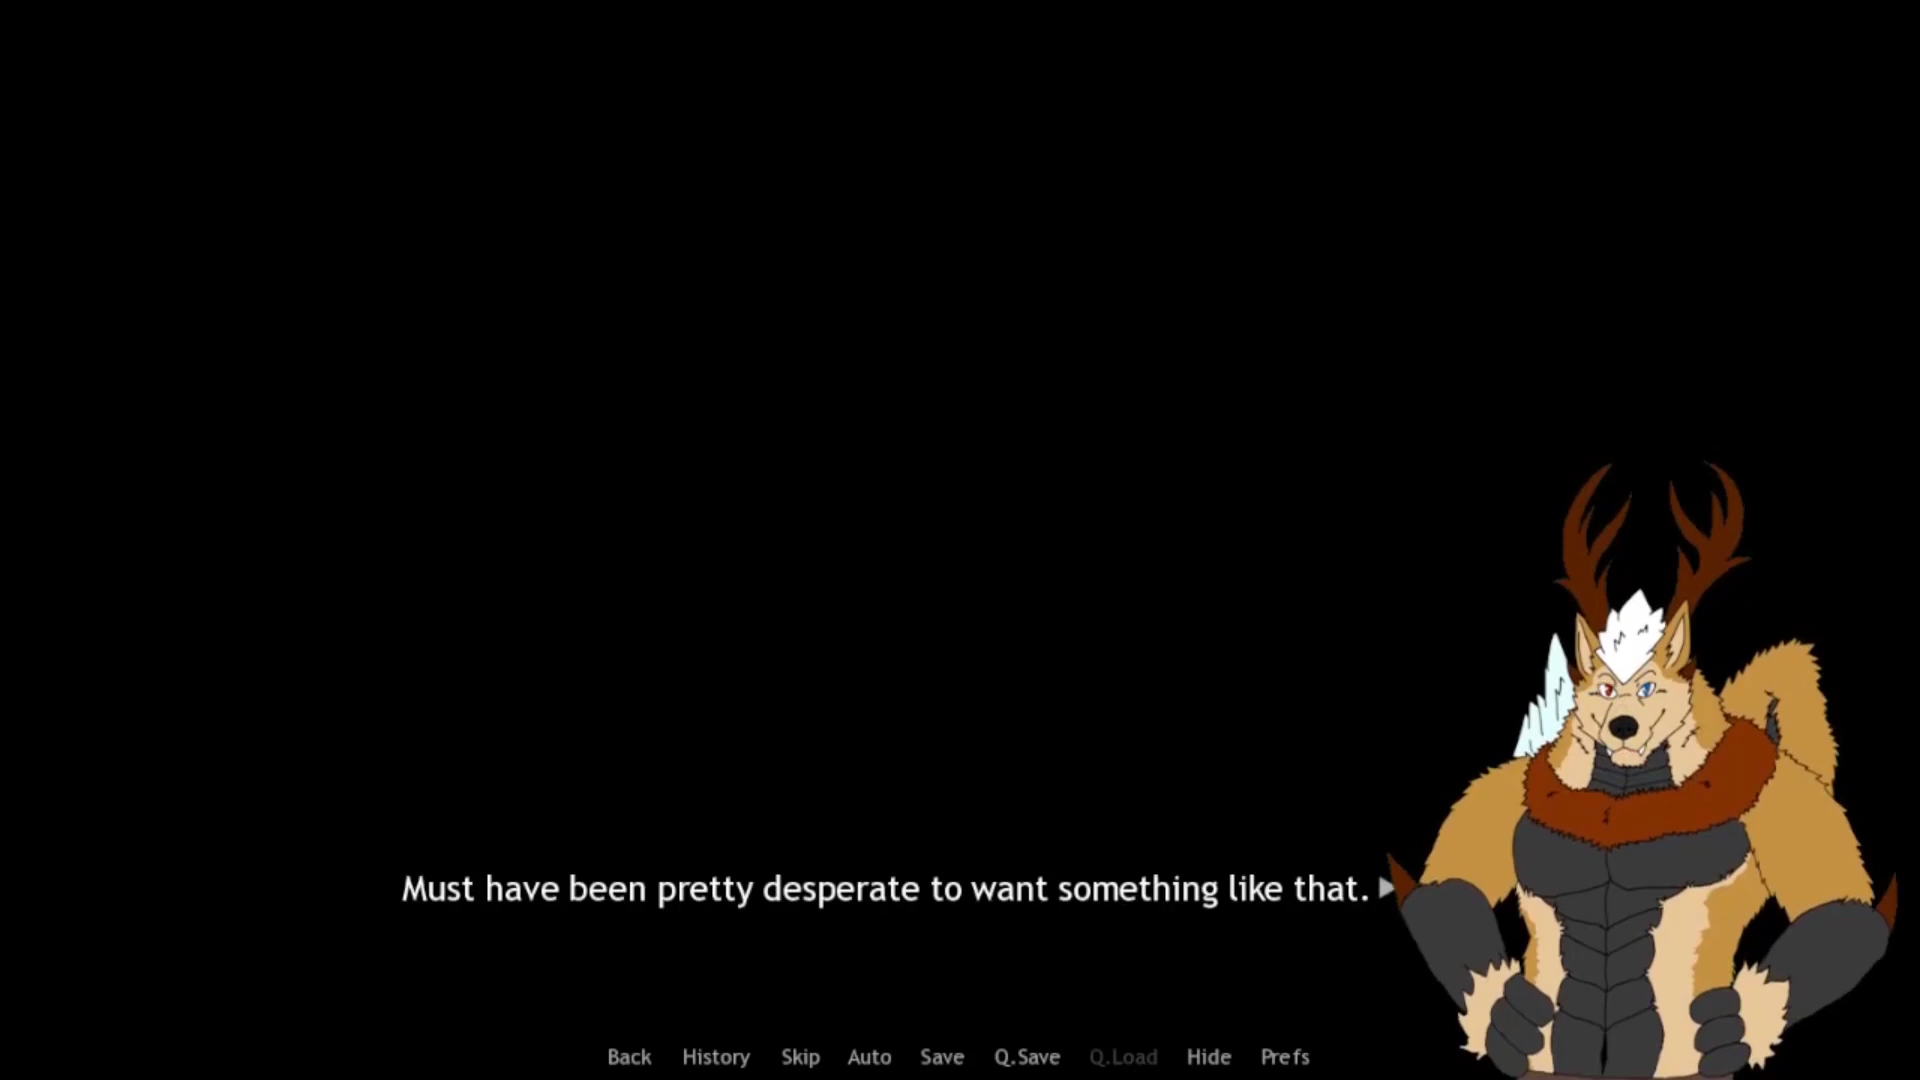 Must have been pretty desperate to want something like that.
Back History Skip Auto Save Q.Save Q.Load Hide Prefs